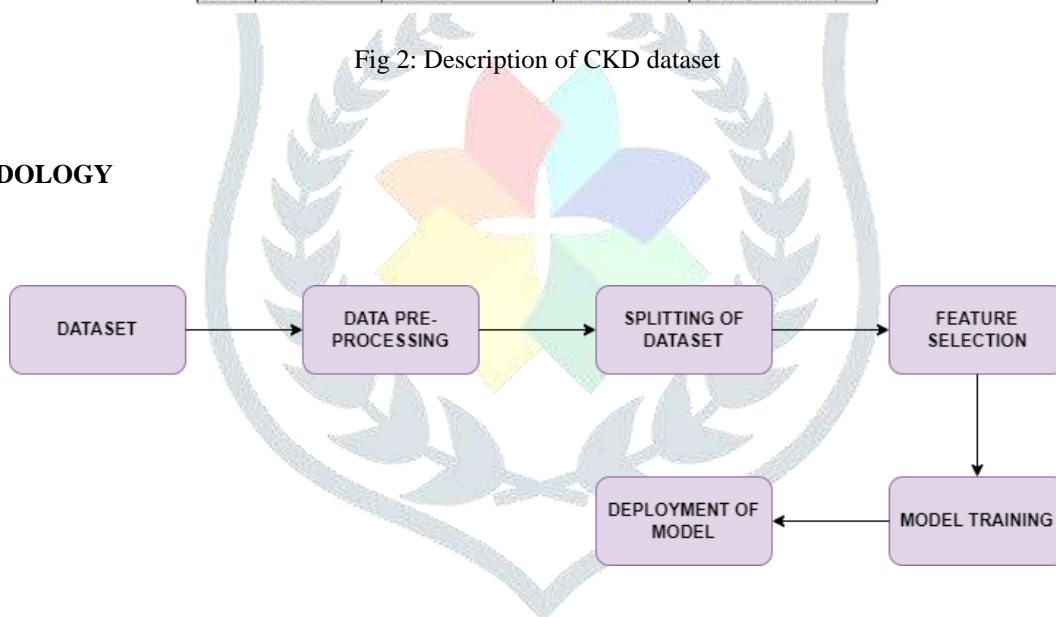 Fig 2: Description of CKD dataset
DOLOGY
DATASET
DATA PRE-
PROCESSING
SPLITTING OF
DATASET
FEATURE
SELECTION
MODEL TRAINING
DEPLOYMENT OF
MODEL